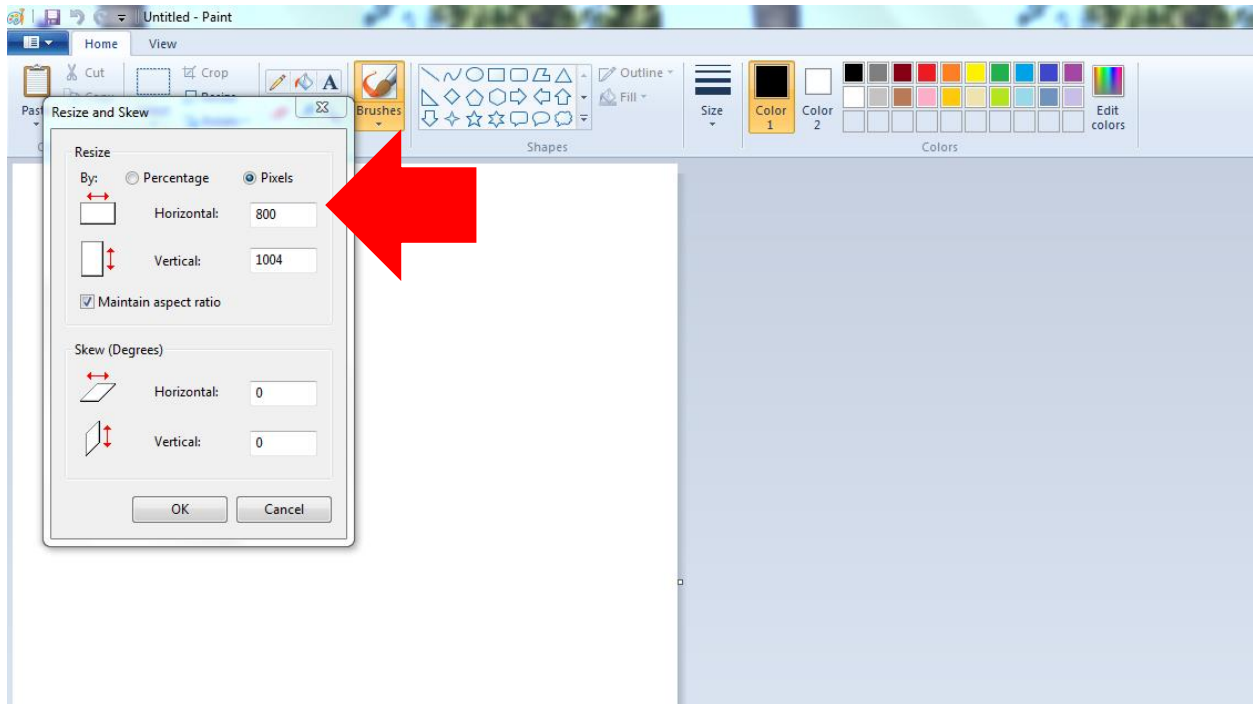 Untitled - Paint
Home View
Cut
Crop
A
Outline
Fill
Brushes
Size
Color 1
Color 2
Edit colors
Shapes
Colors
Resize and Skew
Resize
By: Percentage Pixels
Horizontal: 800
Vertical: 1004
Maintain aspect ratio
Skew (Degrees)
Horizontal: 0
Vertical: 0
OK Cancel